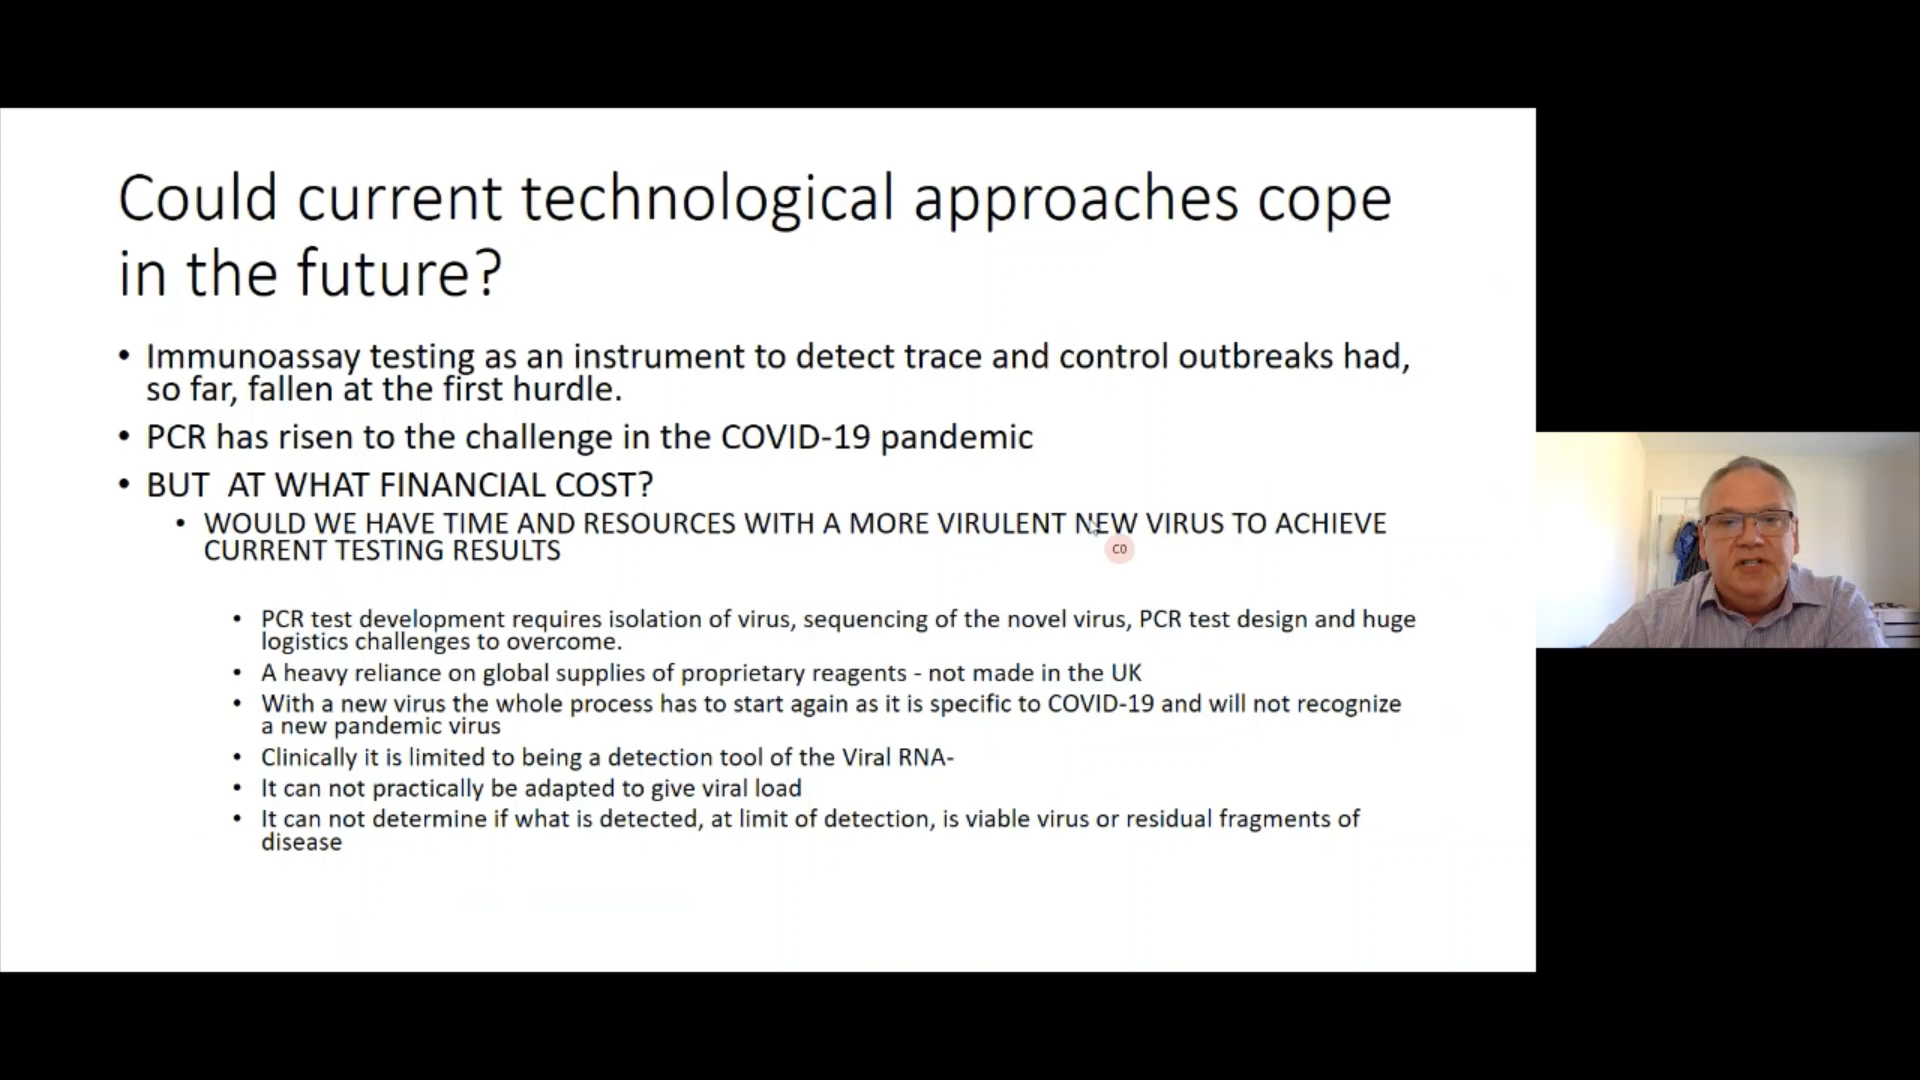 Could current technological approaches cope
in the future?
• Immunoassay testing as an instrument to detect trace and control outbreaks had,
so far, fallen at the first hurdle.
• PCR has risen to the challenge in the COVID-19 pandemic
• BUT  AT WHAT FINANCIAL COST?
• WOULD WE HAVE TIME AND RESOURCES WITH A MORE VIRULENT NEW VIRUS TO ACHIEVE
CURRENT TESTING RESULTS
CO
• PCR test development requires isolation of virus, sequencing of the novel virus, PCR test design and huge
logistics challenges to overcome.
• A heavy reliance on global supplies of proprietary reagents - not made in the UK
• With a new virus the whole process has to start again as it is specific to COVID-19 and will not recognize
a new pandemic virus
• Clinically it is limited to being a detection tool of the Viral RNA-
• It can not practically be adapted to give viral load
• It can not determine if what is detected, at limit of detection, is viable virus or residual fragments of
disease